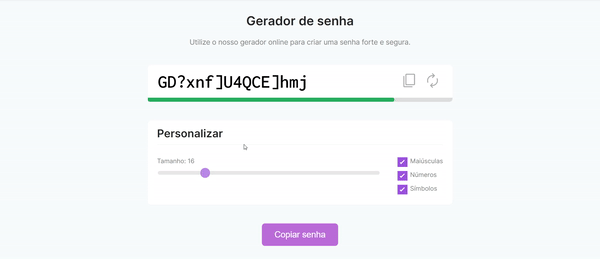 Gerador de senha
Utilize o nosso gerador online para criar uma senha forte e segura.
GD?xnf]U4QCE]hmj
Personalizar
Tamanho: 16
Maiúsculas
Números
Símbolos
Copiar senha